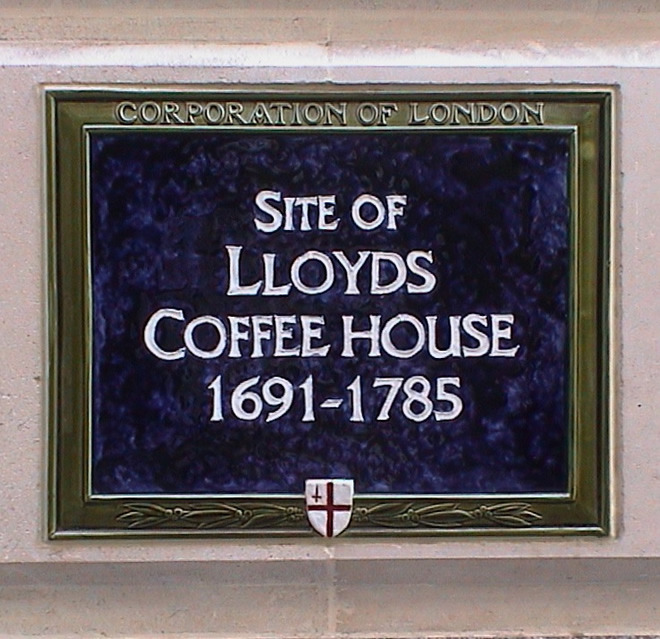 CORPORATION OF LONDON
SITE OF
LLOYDS
COFFEE HOUSE
1691-1785